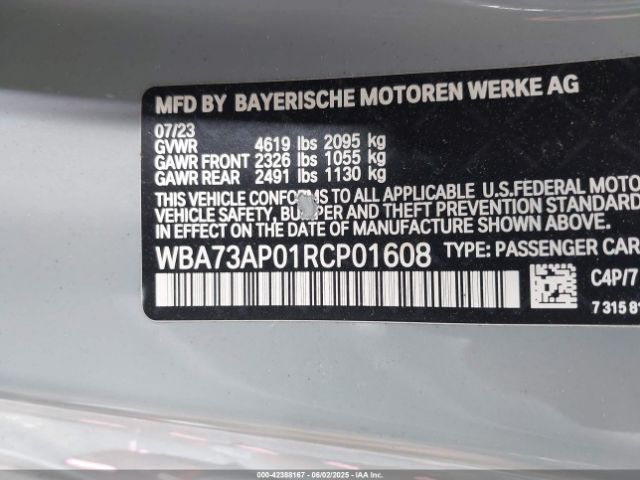 MFD BY BAYERISCHE MOTOREN WERKE AG
07/23
GVWR 4619 lbs 2095 kg
GAWR FRONT 2326 lbs 1055 kg
GAWR REAR 2491 lbs 1130 kg
THIS VEHICLE CONFORMS TO ALL APPLICABLE U.S.FEDERAL MOTO
VEHICLE SAFETY, BUMPER AND THEFT PREVENTION STANDARD
IN EFFECT ON THE DATE OF MANUFACTURE SHOWN ABOVE.
WBA73AP01RCP01608 TYPE: PASSENGER CAR
C4P/7
7 315 81
000-42388167 06/02/2025 © IAA Holdings, LLC